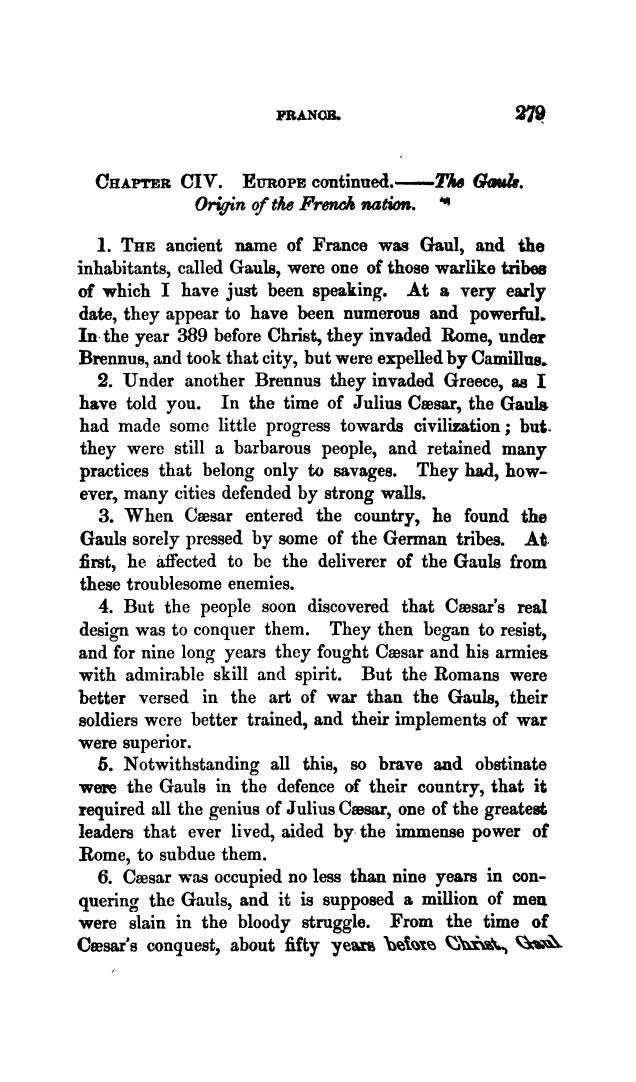 FRANCE. 279
CHAPTER CIV. EUROPE continued.——The Gauls.
Origin of the French nation.
1. THE ancient name of France was Gaul, and the
inhabitants, called Gauls, were one of those warlike tribes
of which I have just been speaking. At a very early
date, they appear to have been numerous and powerful.
In the year 389 before Christ, they invaded Rome, under
Brennus, and took that city, but were expelled by Camillus.
2. Under another Brennus they invaded Greece, as I
have told you. In the time of Julius Cæsar, the Gauls
had made some little progress towards civilization; but
they were still a barbarous people, and retained many
practices that belong only to savages. They had, how-
ever, many cities defended by strong walls.
3. When Cæsar entered the country, he found the
Gauls sorely pressed by some of the German tribes. At
first, he affected to be the deliverer of the Gauls from
these troublesome enemies.
4. But the people soon discovered that Cæsar's real
design was to conquer them. They then began to resist,
and for nine long years they fought Cæsar and his armies
with admirable skill and spirit. But the Romans were
better versed in the art of war than the Gauls, their
soldiers were better trained, and their implements of war
were superior.
5. Notwithstanding all this, so brave and obstinate
were the Gauls in the defence of their country, that it
required all the genius of Julius Cæsar, one of the greatest
leaders that ever lived, aided by the immense power of
Rome, to subdue them.
6. Cæsar was occupied no less than nine years in con-
quering the Gauls, and it is supposed a million of men
were slain in the bloody struggle. From the time of
Cæsar's conquest, about fifty years before Christ, Gaul